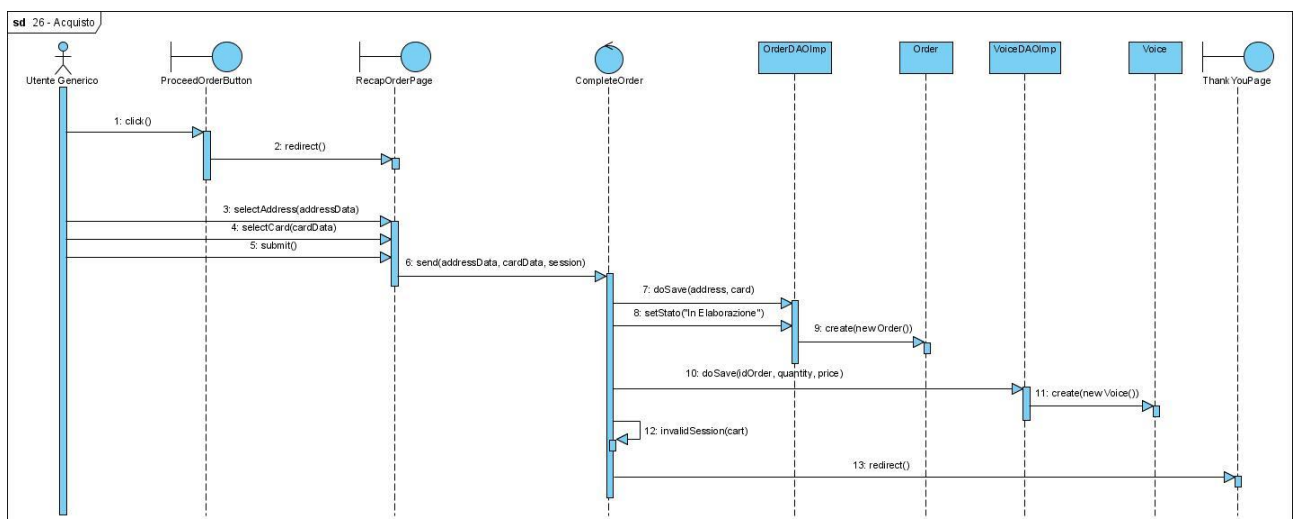 sd 26 - Acquisto
Utente Generico
ProceedOrderButton
RecapOrderPage
CompleteOrder
OrderDAOImp
Order
VoiceDAOImp
Voice
ThankYouPage
1: click()
2: redirect()
3: selectAddress(addressData)
4: selectCard(cardData)
5: submit()
6: send(addressData, cardData, session)
7: doSave(address, card)
8: setStato("In Elaborazione")
9: create(new Order())
10: doSave(idOrder, quantity, price)
11: create(new Voice())
12: invalidSession(cart)
13: redirect()